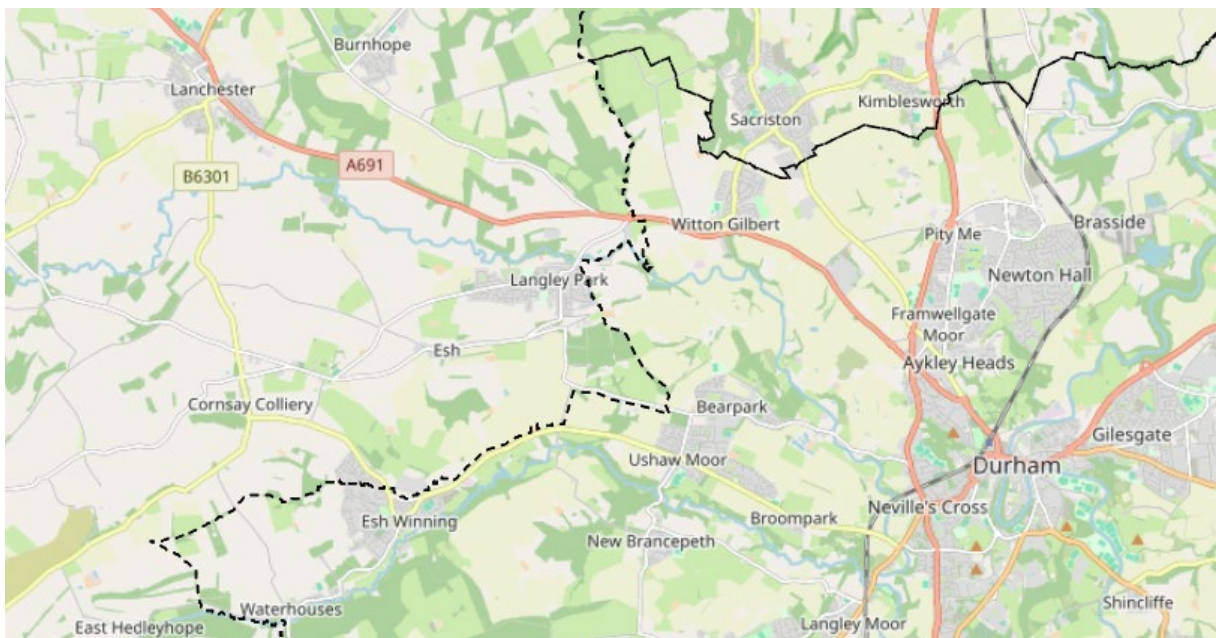 Burnhope
Lanchester
Kimblesworth
Sacriston
A691
B6301
Witton Gilbert
Brasside
Pity Me
Langley Park
Newton Hall
Framwellgate
Moor
Esh
Aykley Heads
Cornsay Colliery
Bearpark
Gilesgate
Ushaw Moor
Durham
Neville's Cross
Esh Winning
Broompark
New Brancepeth
Waterhouses
Shincliffe
East Hedleyhope
Langley Moor